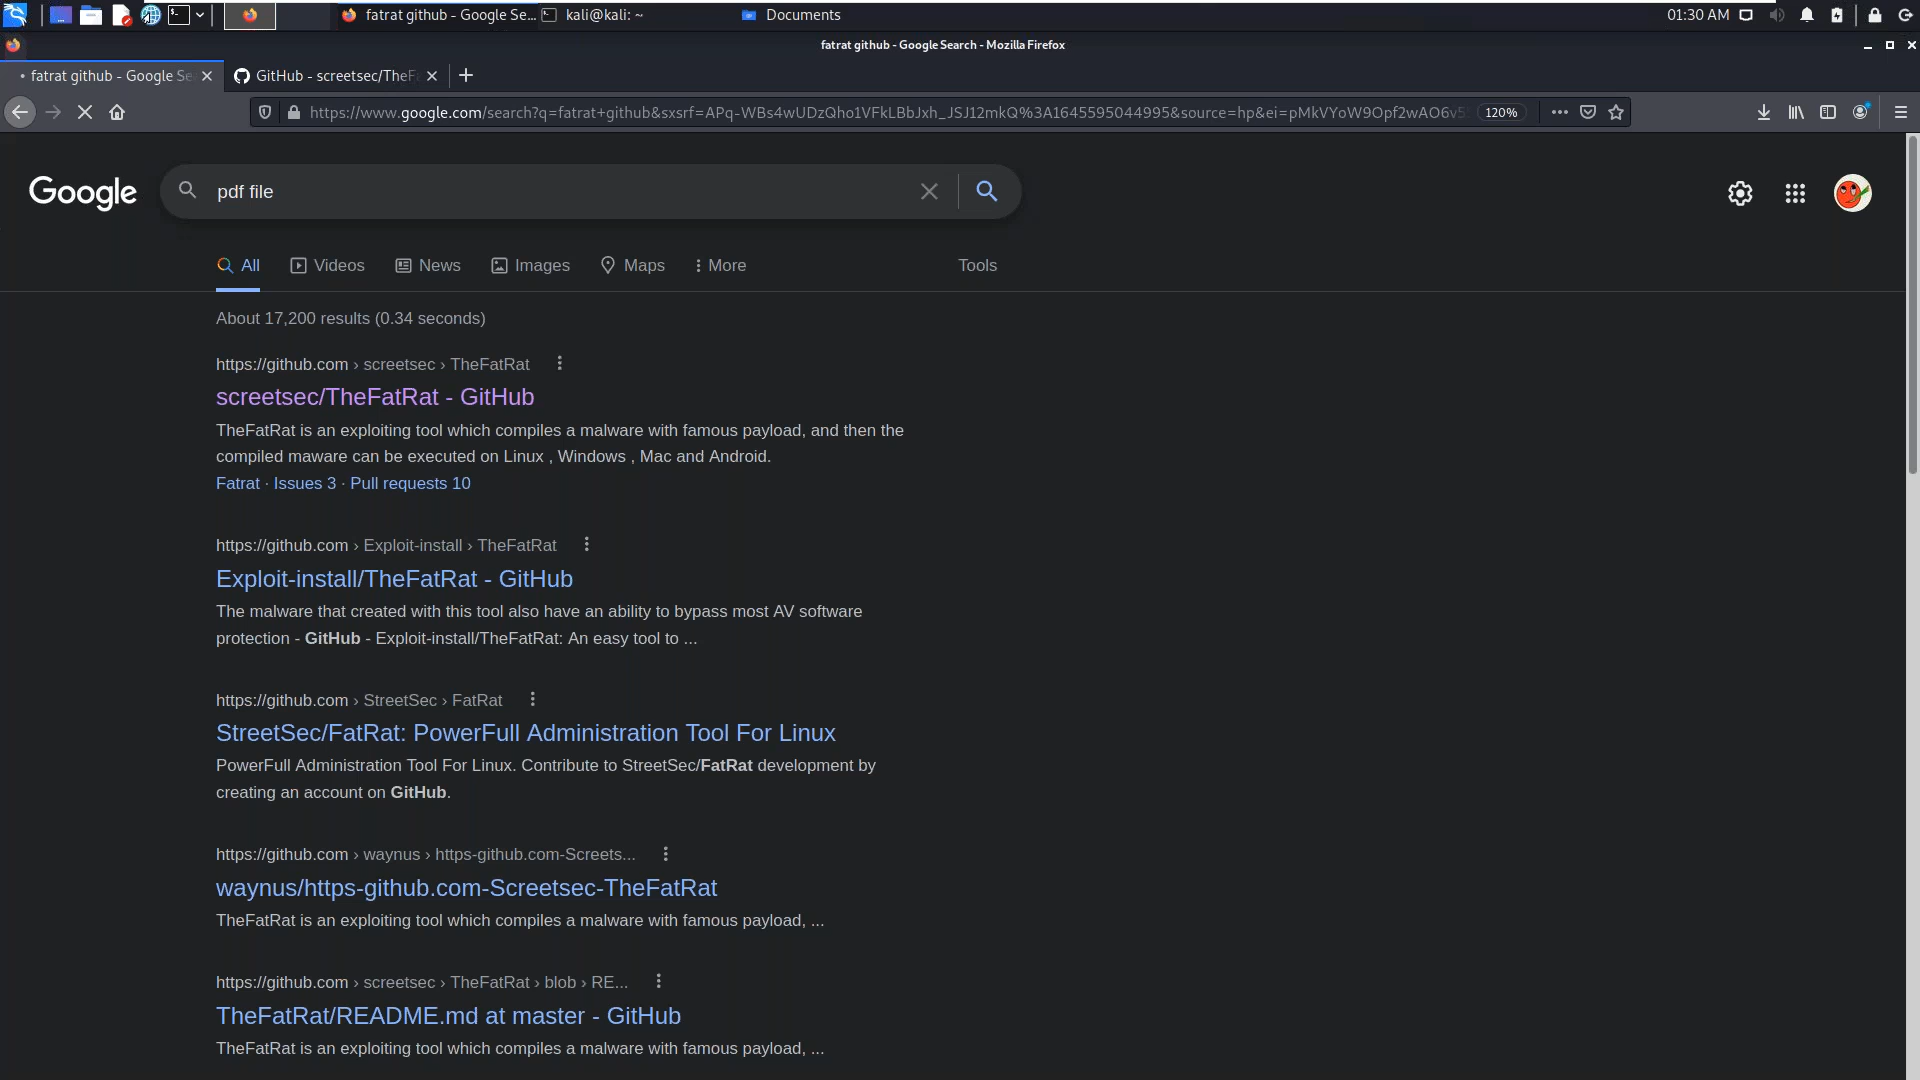 fatrat github - Google Se...
kali@kali: ~
Documents
01:30 AM
fatrat github - Google Search - Mozilla Firefox
fatrat github - Google Se
GitHub - screetsec/TheF
https://www.google.com/search?q=fatrat+github&sxsrf=APq-WBs4wUDzQho1VFkLBbJxh_JSJ12mkQ%3A1645595044995&source=hp&ei=pMkVYoW9Opf2wAO6v5
120%
Google
pdf file
All
Videos
News
Images
Maps
More
Tools
About 17,200 results (0.34 seconds)
https://github.com › screetsec › TheFatRat
screetsec/TheFatRat - GitHub
TheFatRat is an exploiting tool which compiles a malware with famous payload, and then the
compiled maware can be executed on Linux , Windows , Mac and Android.
Fatrat · Issues 3 · Pull requests 10
https://github.com › Exploit-install › TheFatRat
Exploit-install/TheFatRat - GitHub
The malware that created with this tool also have an ability to bypass most AV software
protection - GitHub - Exploit-install/TheFatRat: An easy tool to ...
https://github.com › StreetSec › FatRat
StreetSec/FatRat: PowerFull Administration Tool For Linux
PowerFull Administration Tool For Linux. Contribute to StreetSec/FatRat development by
creating an account on GitHub.
https://github.com › waynus › https-github.com-Screets...
waynus/https-github.com-Screetsec-TheFatRat
TheFatRat is an exploiting tool which compiles a malware with famous payload, ...
https://github.com › screetsec › TheFatRat › blob › RE...
TheFatRat/README.md at master - GitHub
TheFatRat is an exploiting tool which compiles a malware with famous payload, ...